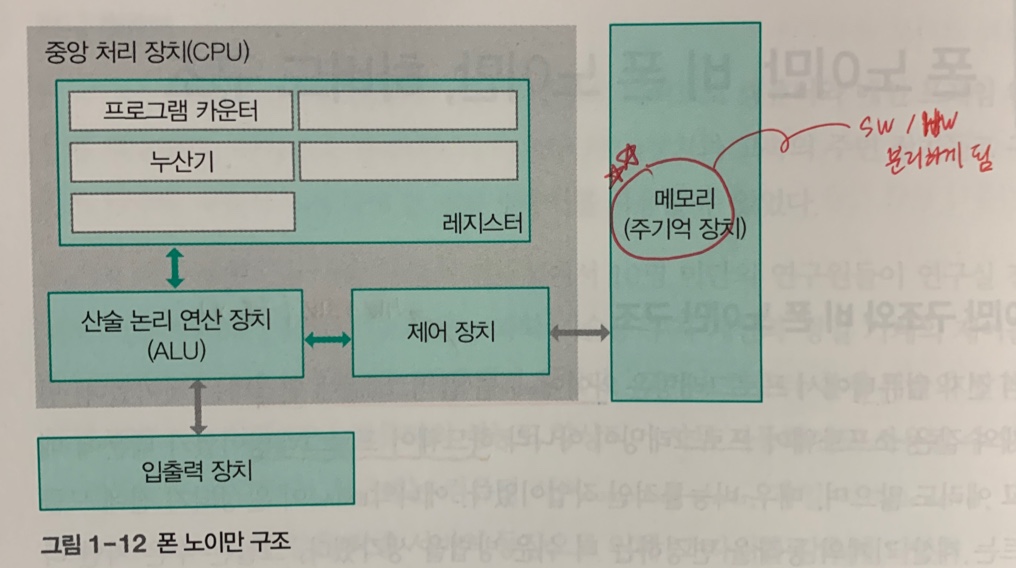 중앙 처리 장치(CPU)
프로그램 카운터
누산기
레지스터
산술 논리 연산 장치
(ALU)
제어 장치
입출력 장치
메모리
(주기억 장치)
SW / HW
분리하게 됨
그림 1-12 폰 노이만 구조